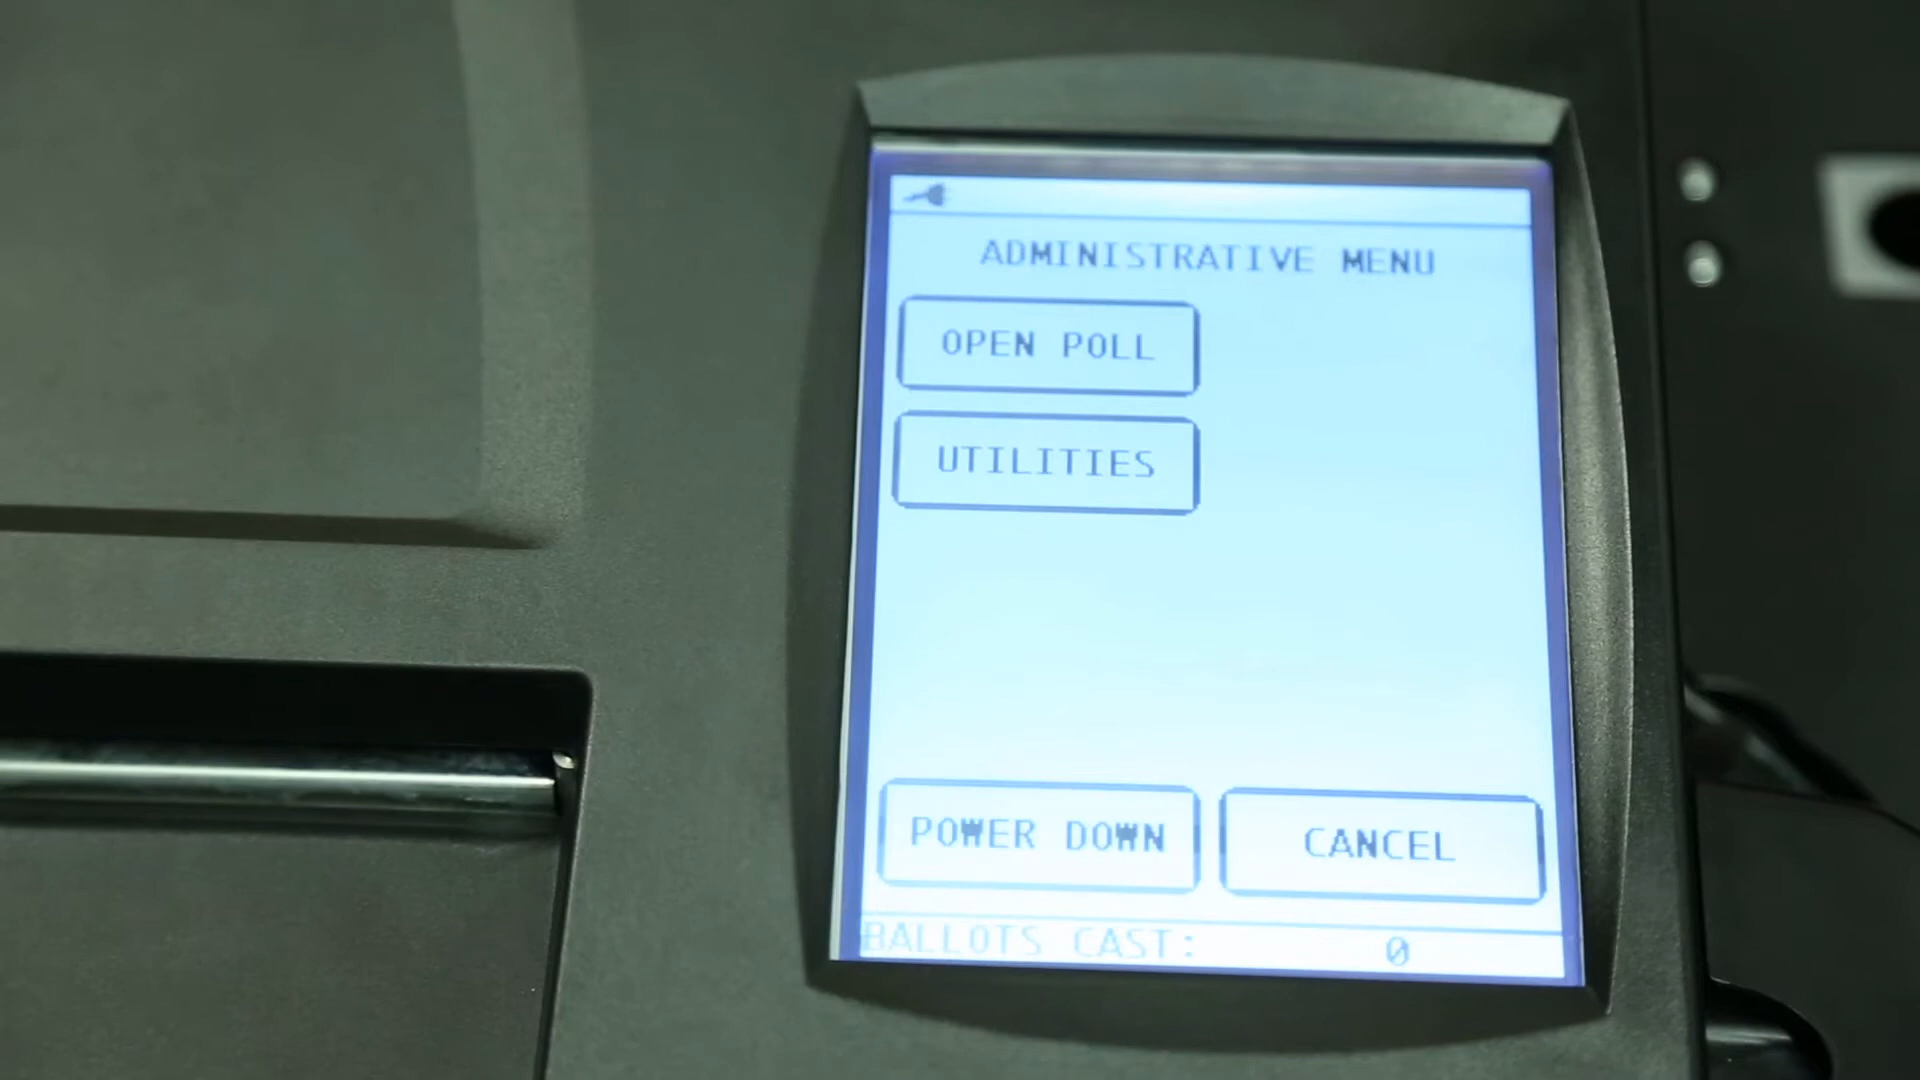 ADMINISTRATIVE MENU
OPEN POLL
UTILITIES
POWER DOWN
CANCEL
BALLOTS CAST: 0